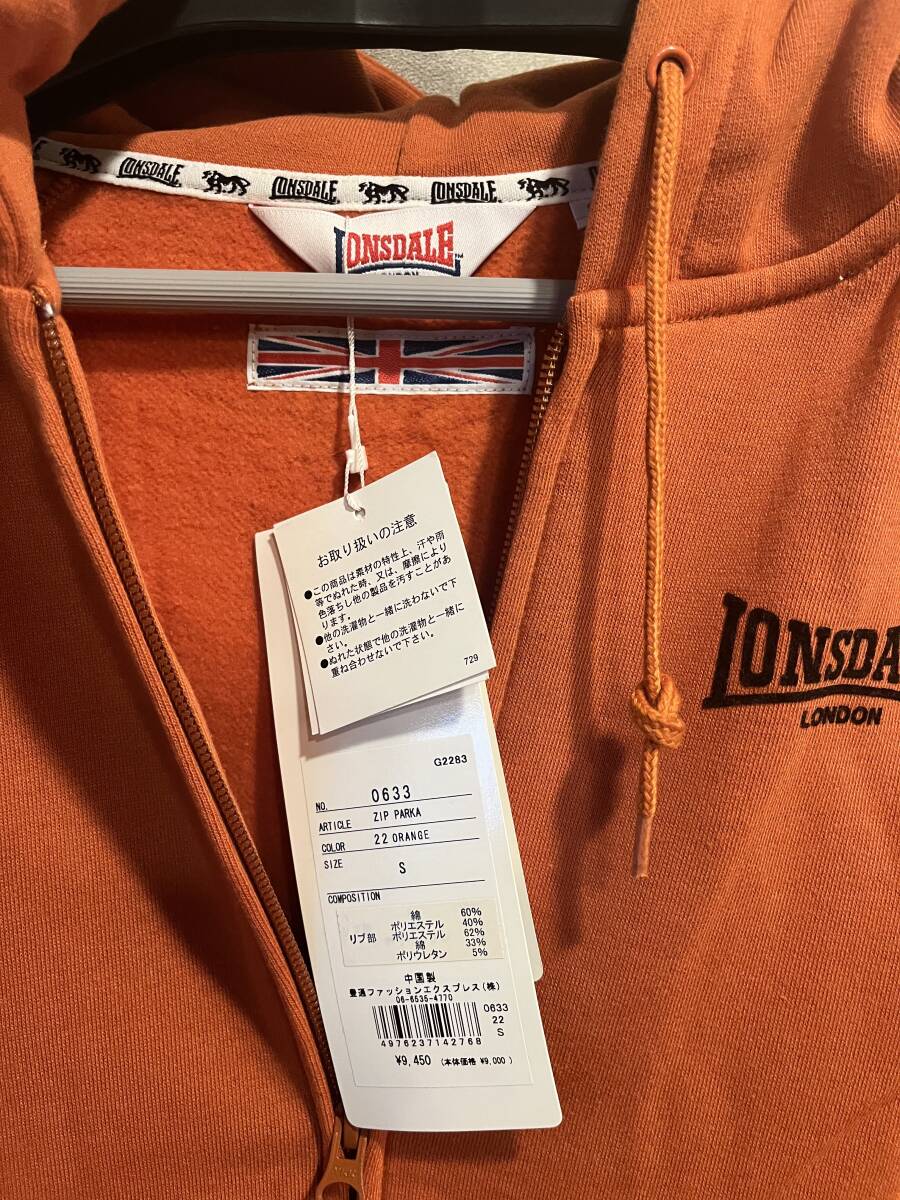 LONSDALE
LONSDALE
LONSDALE
LONSDALE
LONDON
お取り扱いの注意
●この商品は素材の特性上、汗や雨
等でぬれた時、又は、摩擦により
色落ちし他の製品を汚すことがあ
ります。
●他の洗濯物と一緒に洗わないで下
さい。
●ぬれた状態で他の洗濯物と一緒に
重ね合わせないで下さい。
729
LONSDA
LONDON
G2283
NO. 0633
ARTICLE ZIP PARKA
COLOR 22 ORANGE
SIZE S
COMPOSITION
綿 60%
ポリエステル 40%
リブ部 ポリエステル 62%
綿 33%
ポリウレタン 5%
中国製
豊通ファッションエクスプレス(株)
06-6535-4770
0633
22
S
4976237142768
¥9,450 (本体価格 ¥9,000)